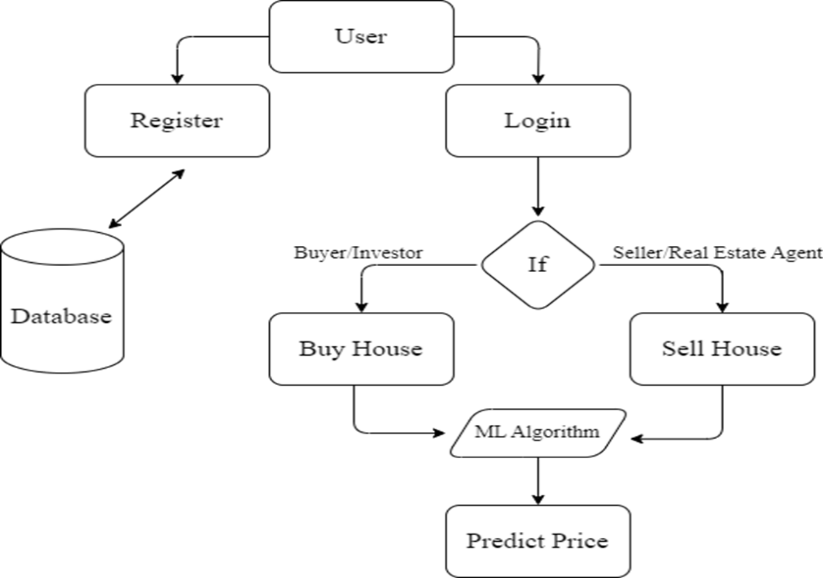 User
Register
Login
Buyer/Investor
If
Seller/Real Estate Agent
Database
Buy House
Sell House
ML Algorithm
Predict Price